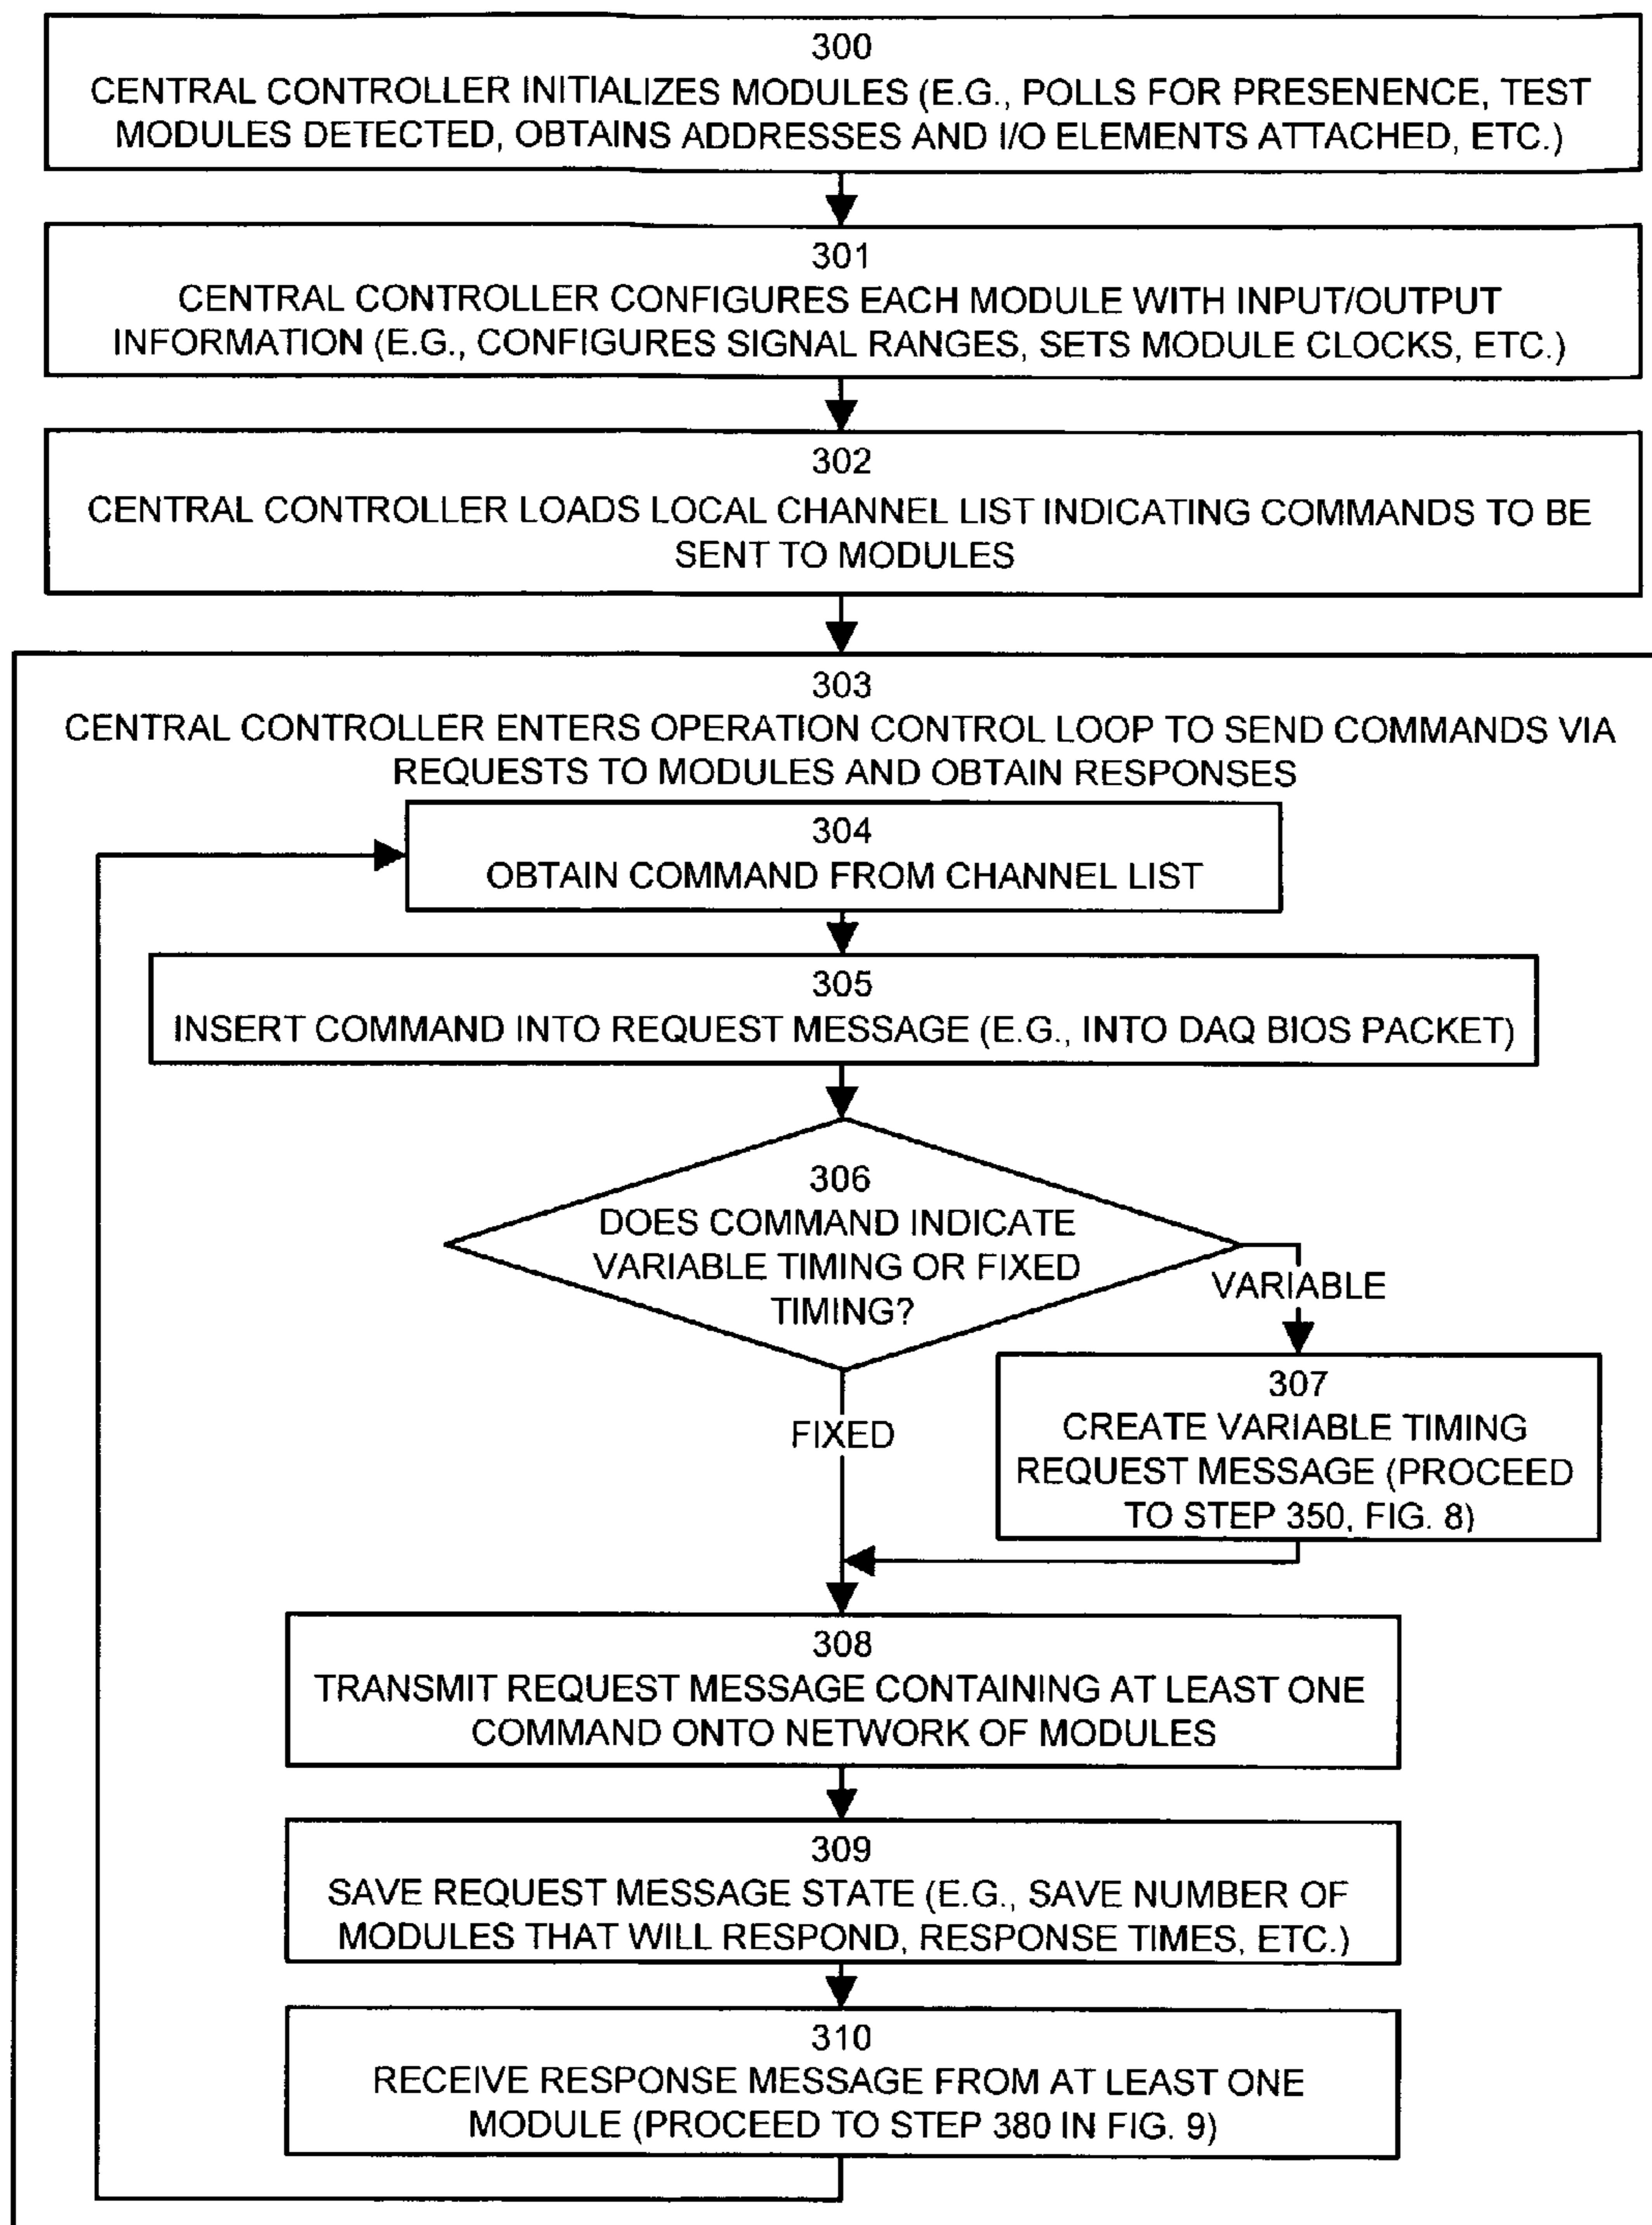 300
CENTRAL CONTROLLER INITIALIZES MODULES (E.G., POLLS FOR PRESENENCE, TEST
MODULES DETECTED, OBTAINS ADDRESSES AND I/O ELEMENTS ATTACHED, ETC.)
301
CENTRAL CONTROLLER CONFIGURES EACH MODULE WITH INPUT/OUTPUT
INFORMATION (E.G., CONFIGURES SIGNAL RANGES, SETS MODULE CLOCKS, ETC.)
302
CENTRAL CONTROLLER LOADS LOCAL CHANNEL LIST INDICATING COMMANDS TO BE
SENT TO MODULES
303
CENTRAL CONTROLLER ENTERS OPERATION CONTROL LOOP TO SEND COMMANDS VIA
REQUESTS TO MODULES AND OBTAIN RESPONSES
304
OBTAIN COMMAND FROM CHANNEL LIST
305
INSERT COMMAND INTO REQUEST MESSAGE (E.G., INTO DAQ BIOS PACKET)
306
DOES COMMAND INDICATE
VARIABLE TIMING OR FIXED
TIMING?
VARIABLE
307
CREATE VARIABLE TIMING
REQUEST MESSAGE (PROCEED
TO STEP 350, FIG. 8)
FIXED
308
TRANSMIT REQUEST MESSAGE CONTAINING AT LEAST ONE
COMMAND ONTO NETWORK OF MODULES
309
SAVE REQUEST MESSAGE STATE (E.G., SAVE NUMBER OF
MODULES THAT WILL RESPOND, RESPONSE TIMES, ETC.)
310
RECEIVE RESPONSE MESSAGE FROM AT LEAST ONE
MODULE (PROCEED TO STEP 380 IN FIG. 9)